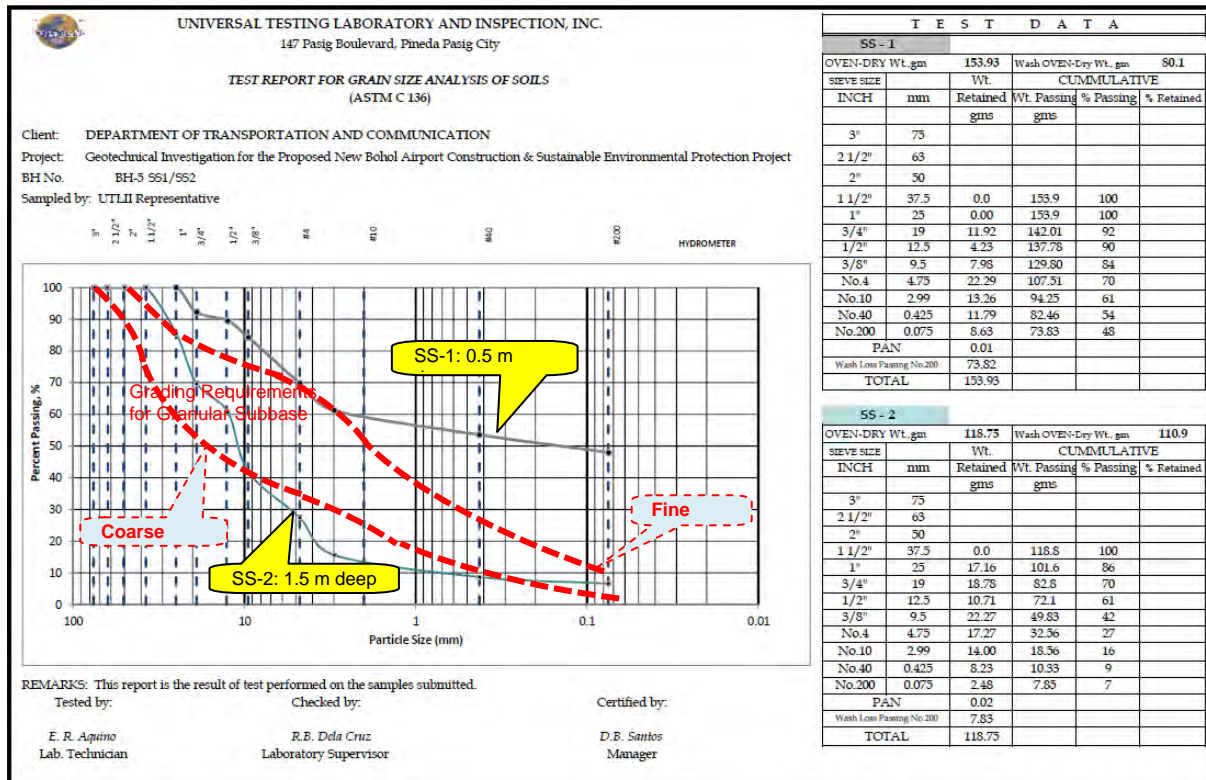 UNIVERSAL TESTING LABORATORY AND INSPECTION, INC.
147 Pasig Boulevard, Pineda Pasig City
TEST REPORT FOR GRAIN SIZE ANALYSIS OF SOILS
(ASTM C 136)
Client: DEPARTMENT OF TRANSPORTATION AND COMMUNICATION
Project: Geotechnical Investigation for the Proposed New Bohol Airport Construction & Sustainable Environmental Protection Project
BH No. BH-5 SS1/SS2
Sampled by: UTLII Representative
3" 2 1/2" 2" 1 1/2" 1" 3/4" 1/2" 3/8" #4 #10 #40 #200 HYDROMETER
Percent Passing, %
100
90
80
70
60
50
40
30
20
10
0
SS-1: 0.5 m
Grading Requirements
for Granular Subbase
Coarse
Fine
SS-2: 1.5 m deep
100 10 1 0.1 0.01
Particle Size (mm)
REMARKS: This report is the result of test performed on the samples submitted.
Tested by: Checked by: Certified by:
E. R. Aquino R.B. Dela Cruz D.B. Santos
Lab. Technician Laboratory Supervisor Manager
T E S T D A T A
SS - 1
OVEN-DRY Wt.,gm 153.93 Wash OVEN-Dry Wt., gm 80.1
SIEVE SIZE Wt. CUMMULATIVE
INCH mm Retained Wt. Passing % Passing % Retained
gms gms
3" 75
2 1/2" 63
2" 50
1 1/2" 37.5 0.0 153.9 100
1" 25 0.00 153.9 100
3/4" 19 11.92 142.01 92
1/2" 12.5 4.23 137.78 90
3/8" 9.5 7.98 129.80 84
No.4 4.75 22.29 107.51 70
No.10 2.99 13.26 94.25 61
No.40 0.425 11.79 82.46 54
No.200 0.075 8.63 73.83 48
PAN 0.01
Wash Loss Passing No.200 73.82
TOTAL 153.93
SS - 2
OVEN-DRY Wt.,gm 118.75 Wash OVEN-Dry Wt., gm 110.9
SIEVE SIZE Wt. CUMMULATIVE
INCH mm Retained Wt. Passing % Passing % Retained
gms gms
3" 75
2 1/2" 63
2" 50
1 1/2" 37.5 0.0 118.8 100
1" 25 17.16 101.6 86
3/4" 19 18.78 82.8 70
1/2" 12.5 10.71 72.1 61
3/8" 9.5 22.27 49.83 42
No.4 4.75 17.27 32.56 27
No.10 2.99 14.00 18.56 16
No.40 0.425 8.23 10.33 9
No.200 0.075 2.48 7.85 7
PAN 0.02
Wash Loss Passing No.200 7.83
TOTAL 118.75